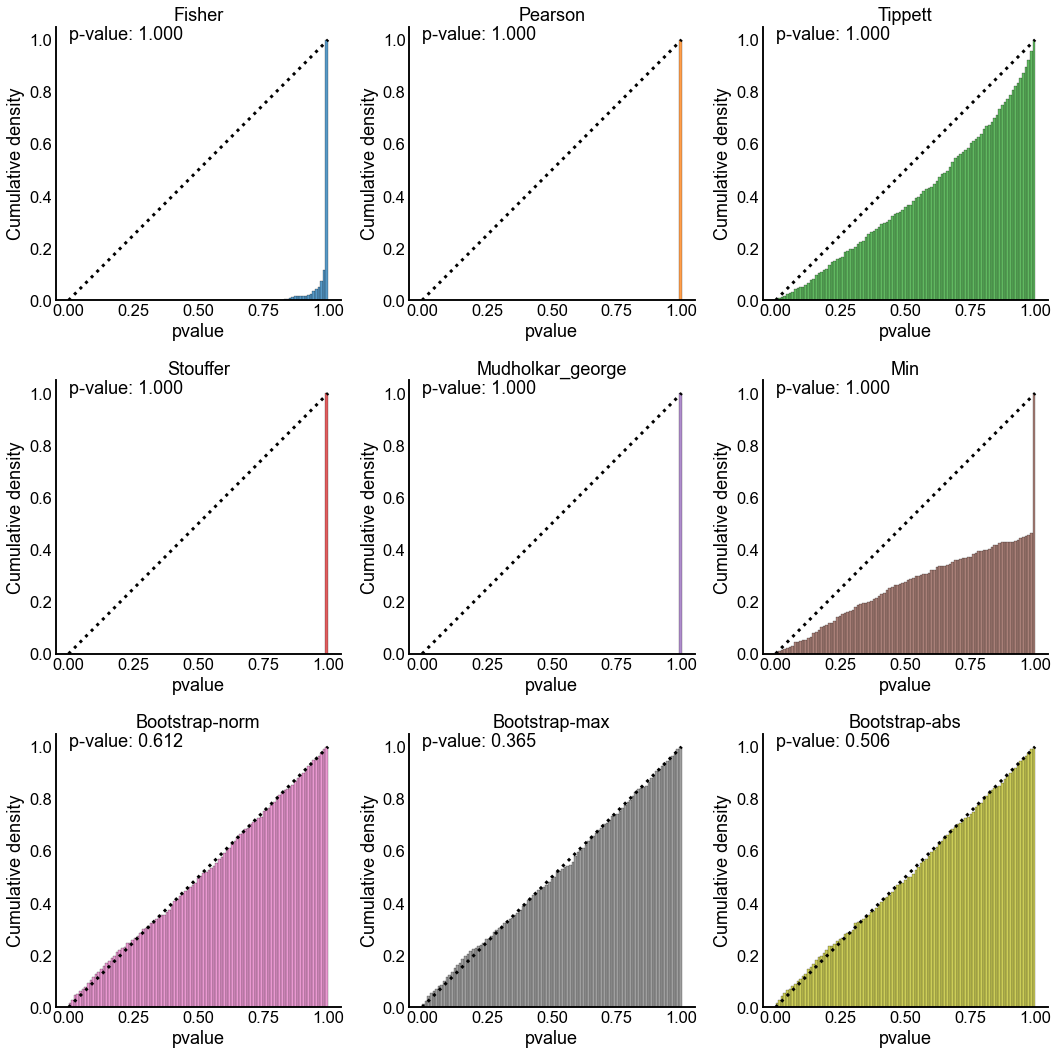 Fisher
p-value: 1.000
1.0
0.8
0.6
0.4
0.2
0.0
Cumulative density
0.00 0.25 0.50 0.75 1.00
pvalue
Pearson
p-value: 1.000
1.0
0.8
0.6
0.4
0.2
0.0
Cumulative density
0.00 0.25 0.50 0.75 1.00
pvalue
Tippett
p-value: 1.000
1.0
0.8
0.6
0.4
0.2
0.0
Cumulative density
0.00 0.25 0.50 0.75 1.00
pvalue
Stouffer
p-value: 1.000
1.0
0.8
0.6
0.4
0.2
0.0
Cumulative density
0.00 0.25 0.50 0.75 1.00
pvalue
Mudholkar_george
p-value: 1.000
1.0
0.8
0.6
0.4
0.2
0.0
Cumulative density
0.00 0.25 0.50 0.75 1.00
pvalue
Min
p-value: 1.000
1.0
0.8
0.6
0.4
0.2
0.0
Cumulative density
0.00 0.25 0.50 0.75 1.00
pvalue
Bootstrap-norm
p-value: 0.612
1.0
0.8
0.6
0.4
0.2
0.0
Cumulative density
0.00 0.25 0.50 0.75 1.00
pvalue
Bootstrap-max
p-value: 0.365
1.0
0.8
0.6
0.4
0.2
0.0
Cumulative density
0.00 0.25 0.50 0.75 1.00
pvalue
Bootstrap-abs
p-value: 0.506
1.0
0.8
0.6
0.4
0.2
0.0
Cumulative density
0.00 0.25 0.50 0.75 1.00
pvalue